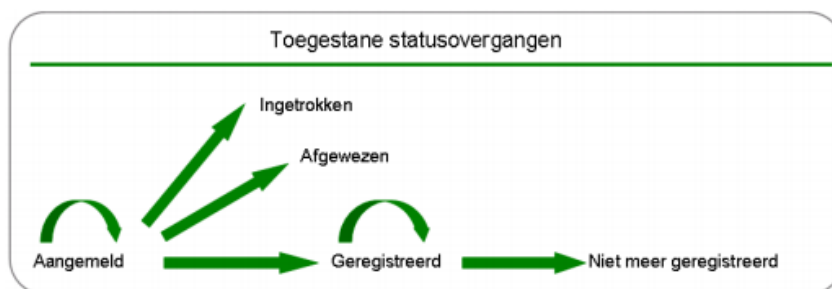 Toegestane statusovergangen
Ingetrokken
Afgewezen
Aangemeld
Geregistreerd
Niet meer geregistreerd